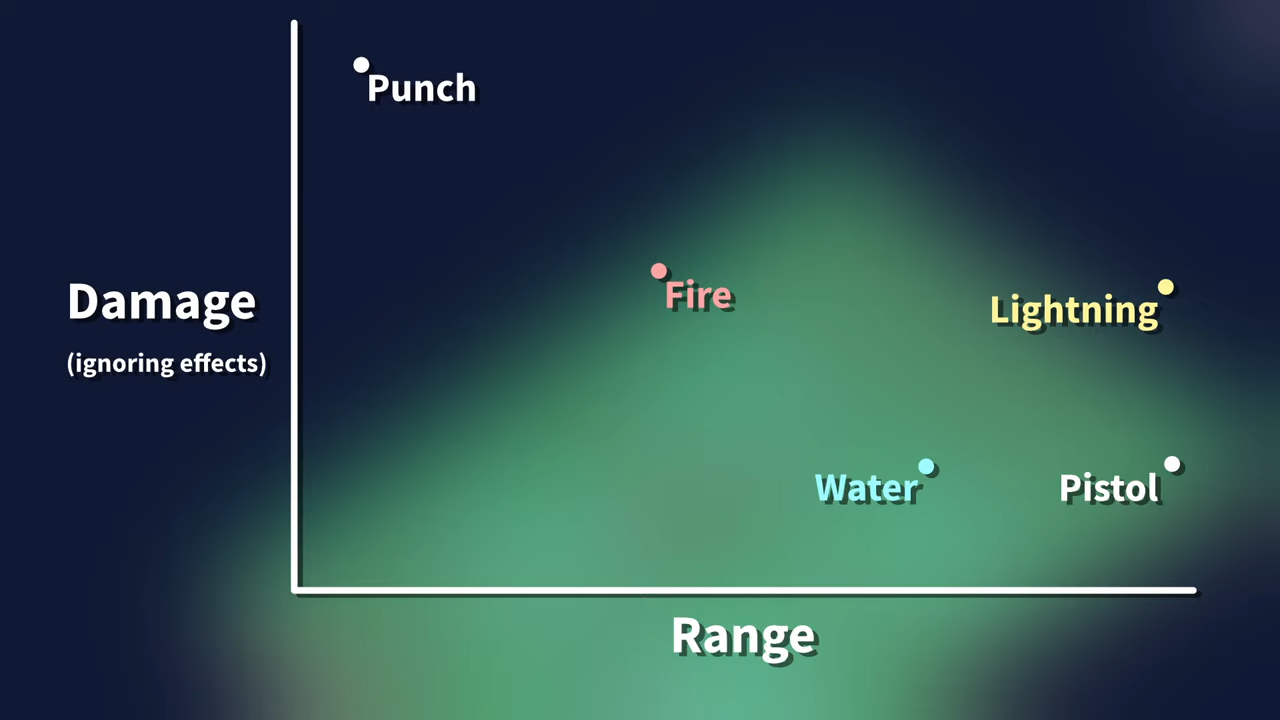 Punch
Damage
(ignoring effects)
Fire
Lightning
Water
Pistol
Range